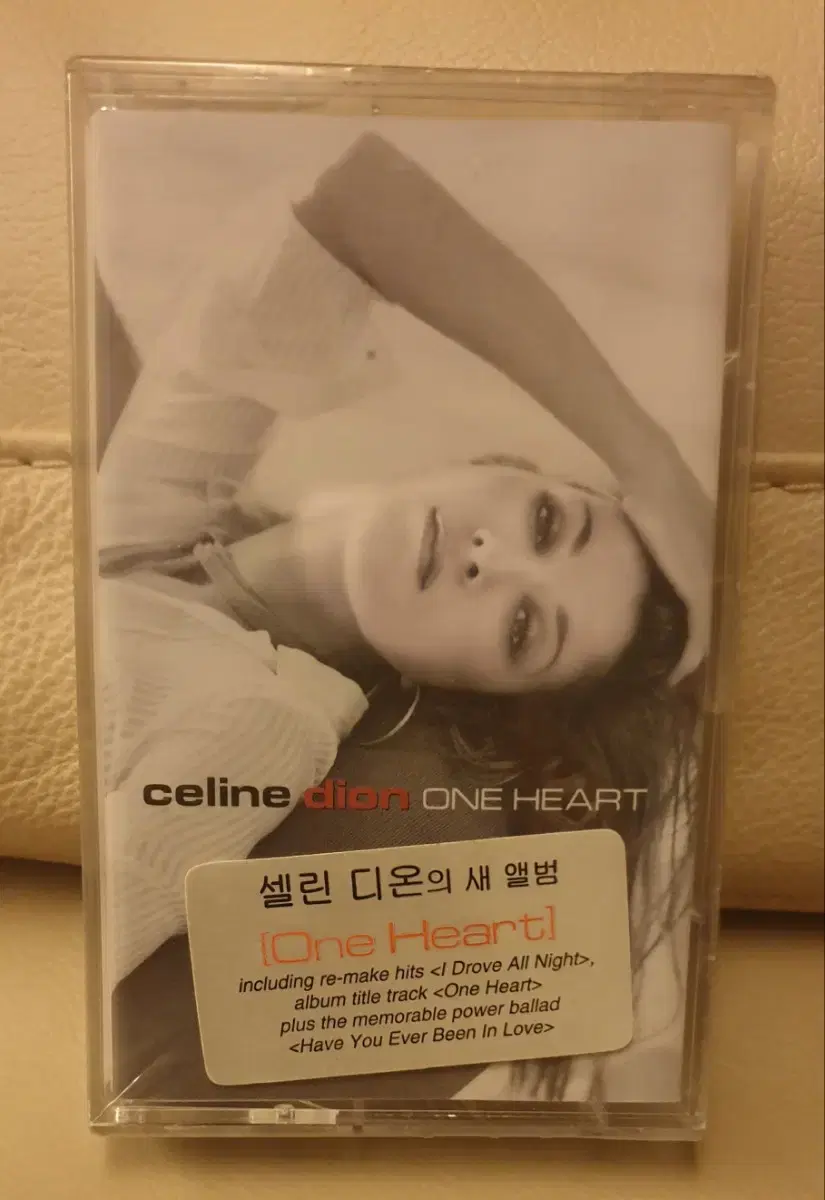 celine dion ONE HEART
셀린 디온의 새 앨범
[One Heart]
including re-make hits <I Drove All Night>,
album title track <One Heart>
plus the memorable power ballad
<Have You Ever Been In Love>